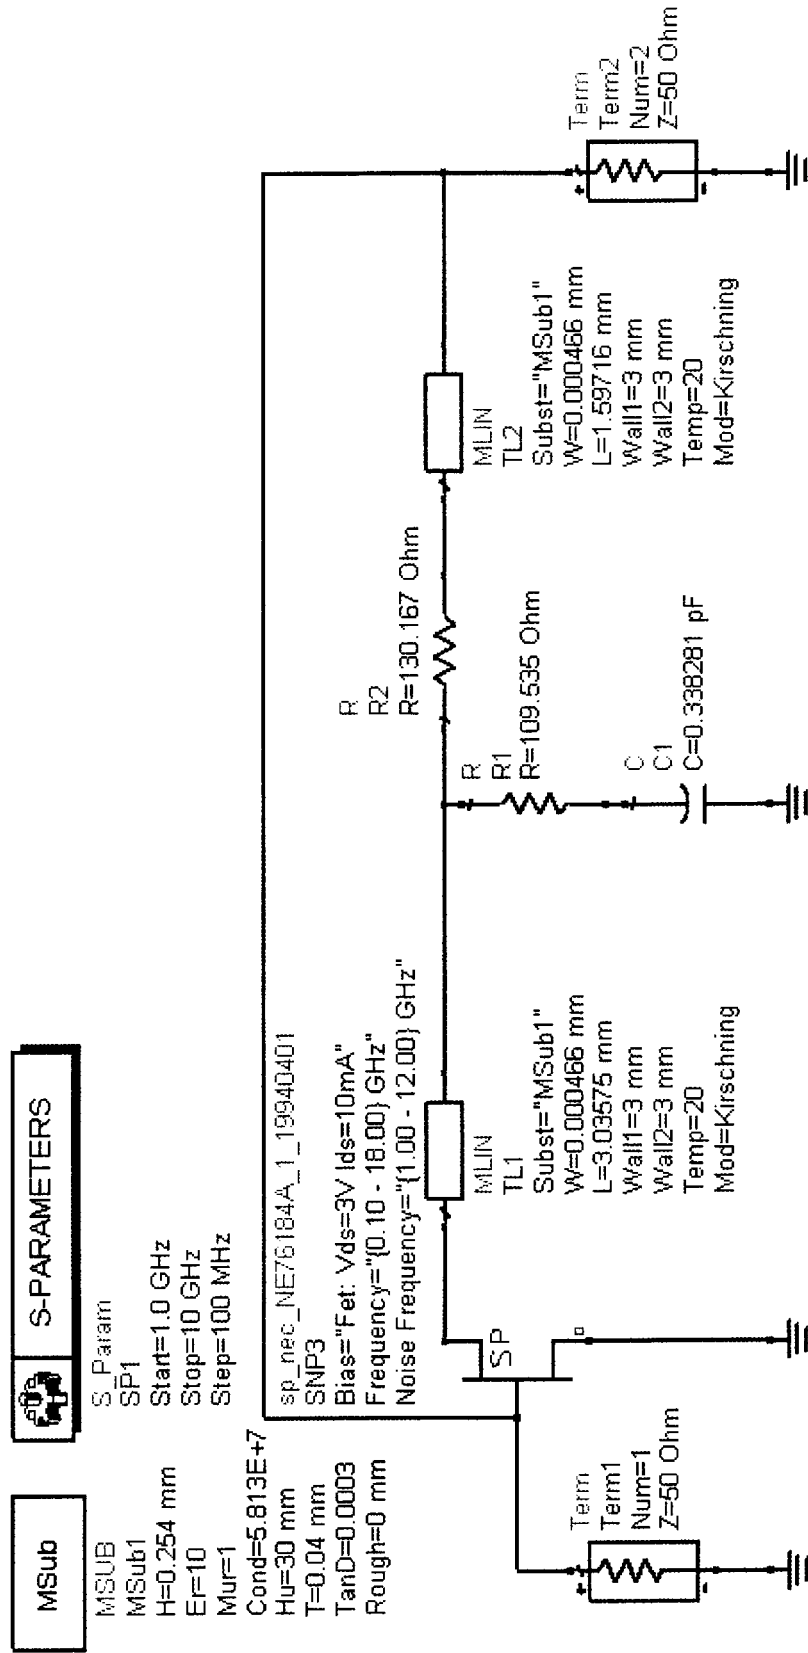 MSub
MSUB
MSub1
H=0.254 mm
Er=10
Mur=1
Cond=5.813E+7
Hu=30 mm
T=0.04 mm
TanD=0.0003
Rough=0 mm
S-PARAMETERS
S_Param
SP1
Start=1.0 GHz
Stop=10 GHz
Step=100 MHz
sp_nec_NE76184A_1_19940401
SNP3
Bias="Fet: Vds=3V Ids=10mA"
Frequency="{0.10 - 18.00} GHz"
Noise Frequency="{1.00 - 12.00} GHz"
SP
Term
Term1
Num=1
Z=50 Ohm
+
-
MLIN
TL1
Subst="MSub1"
W=0.000466 mm
L=3.03575 mm
Wall1=3 mm
Wall2=3 mm
Temp=20
Mod=Kirschning
R
R2
R=130.167 Ohm
R
R1
R=109.535 Ohm
C
C1
C=0.338281 pF
MLIN
TL2
Subst="MSub1"
W=0.000466 mm
L=1.59716 mm
Wall1=3 mm
Wall2=3 mm
Temp=20
Mod=Kirschning
Term
Term2
Num=2
Z=50 Ohm
+
-